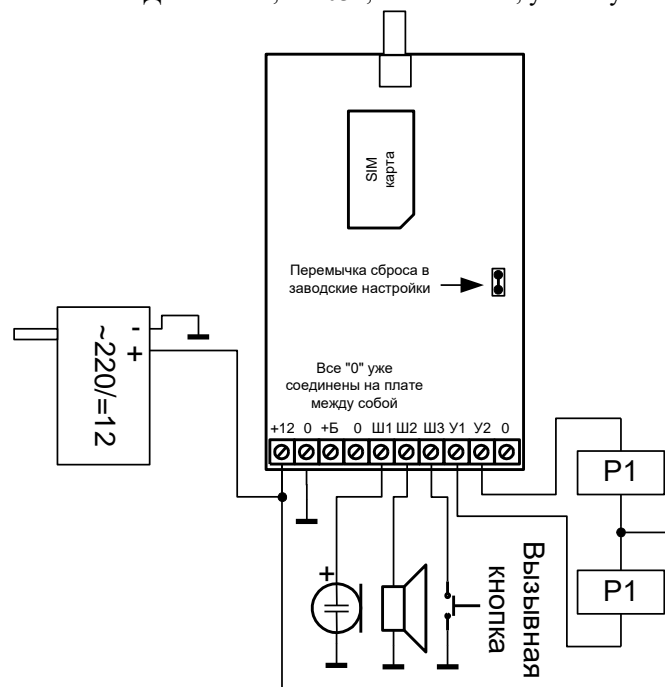 SIM
карта
Перемычка сброса в
заводские настройки
~220/=12
-
+
Все "0" уже
соединены на плате
между собой
+12 0 +Б 0 Ш1 Ш2 Ш3 У1 У2 0
P1
P1
+
Вызывная
кнопка